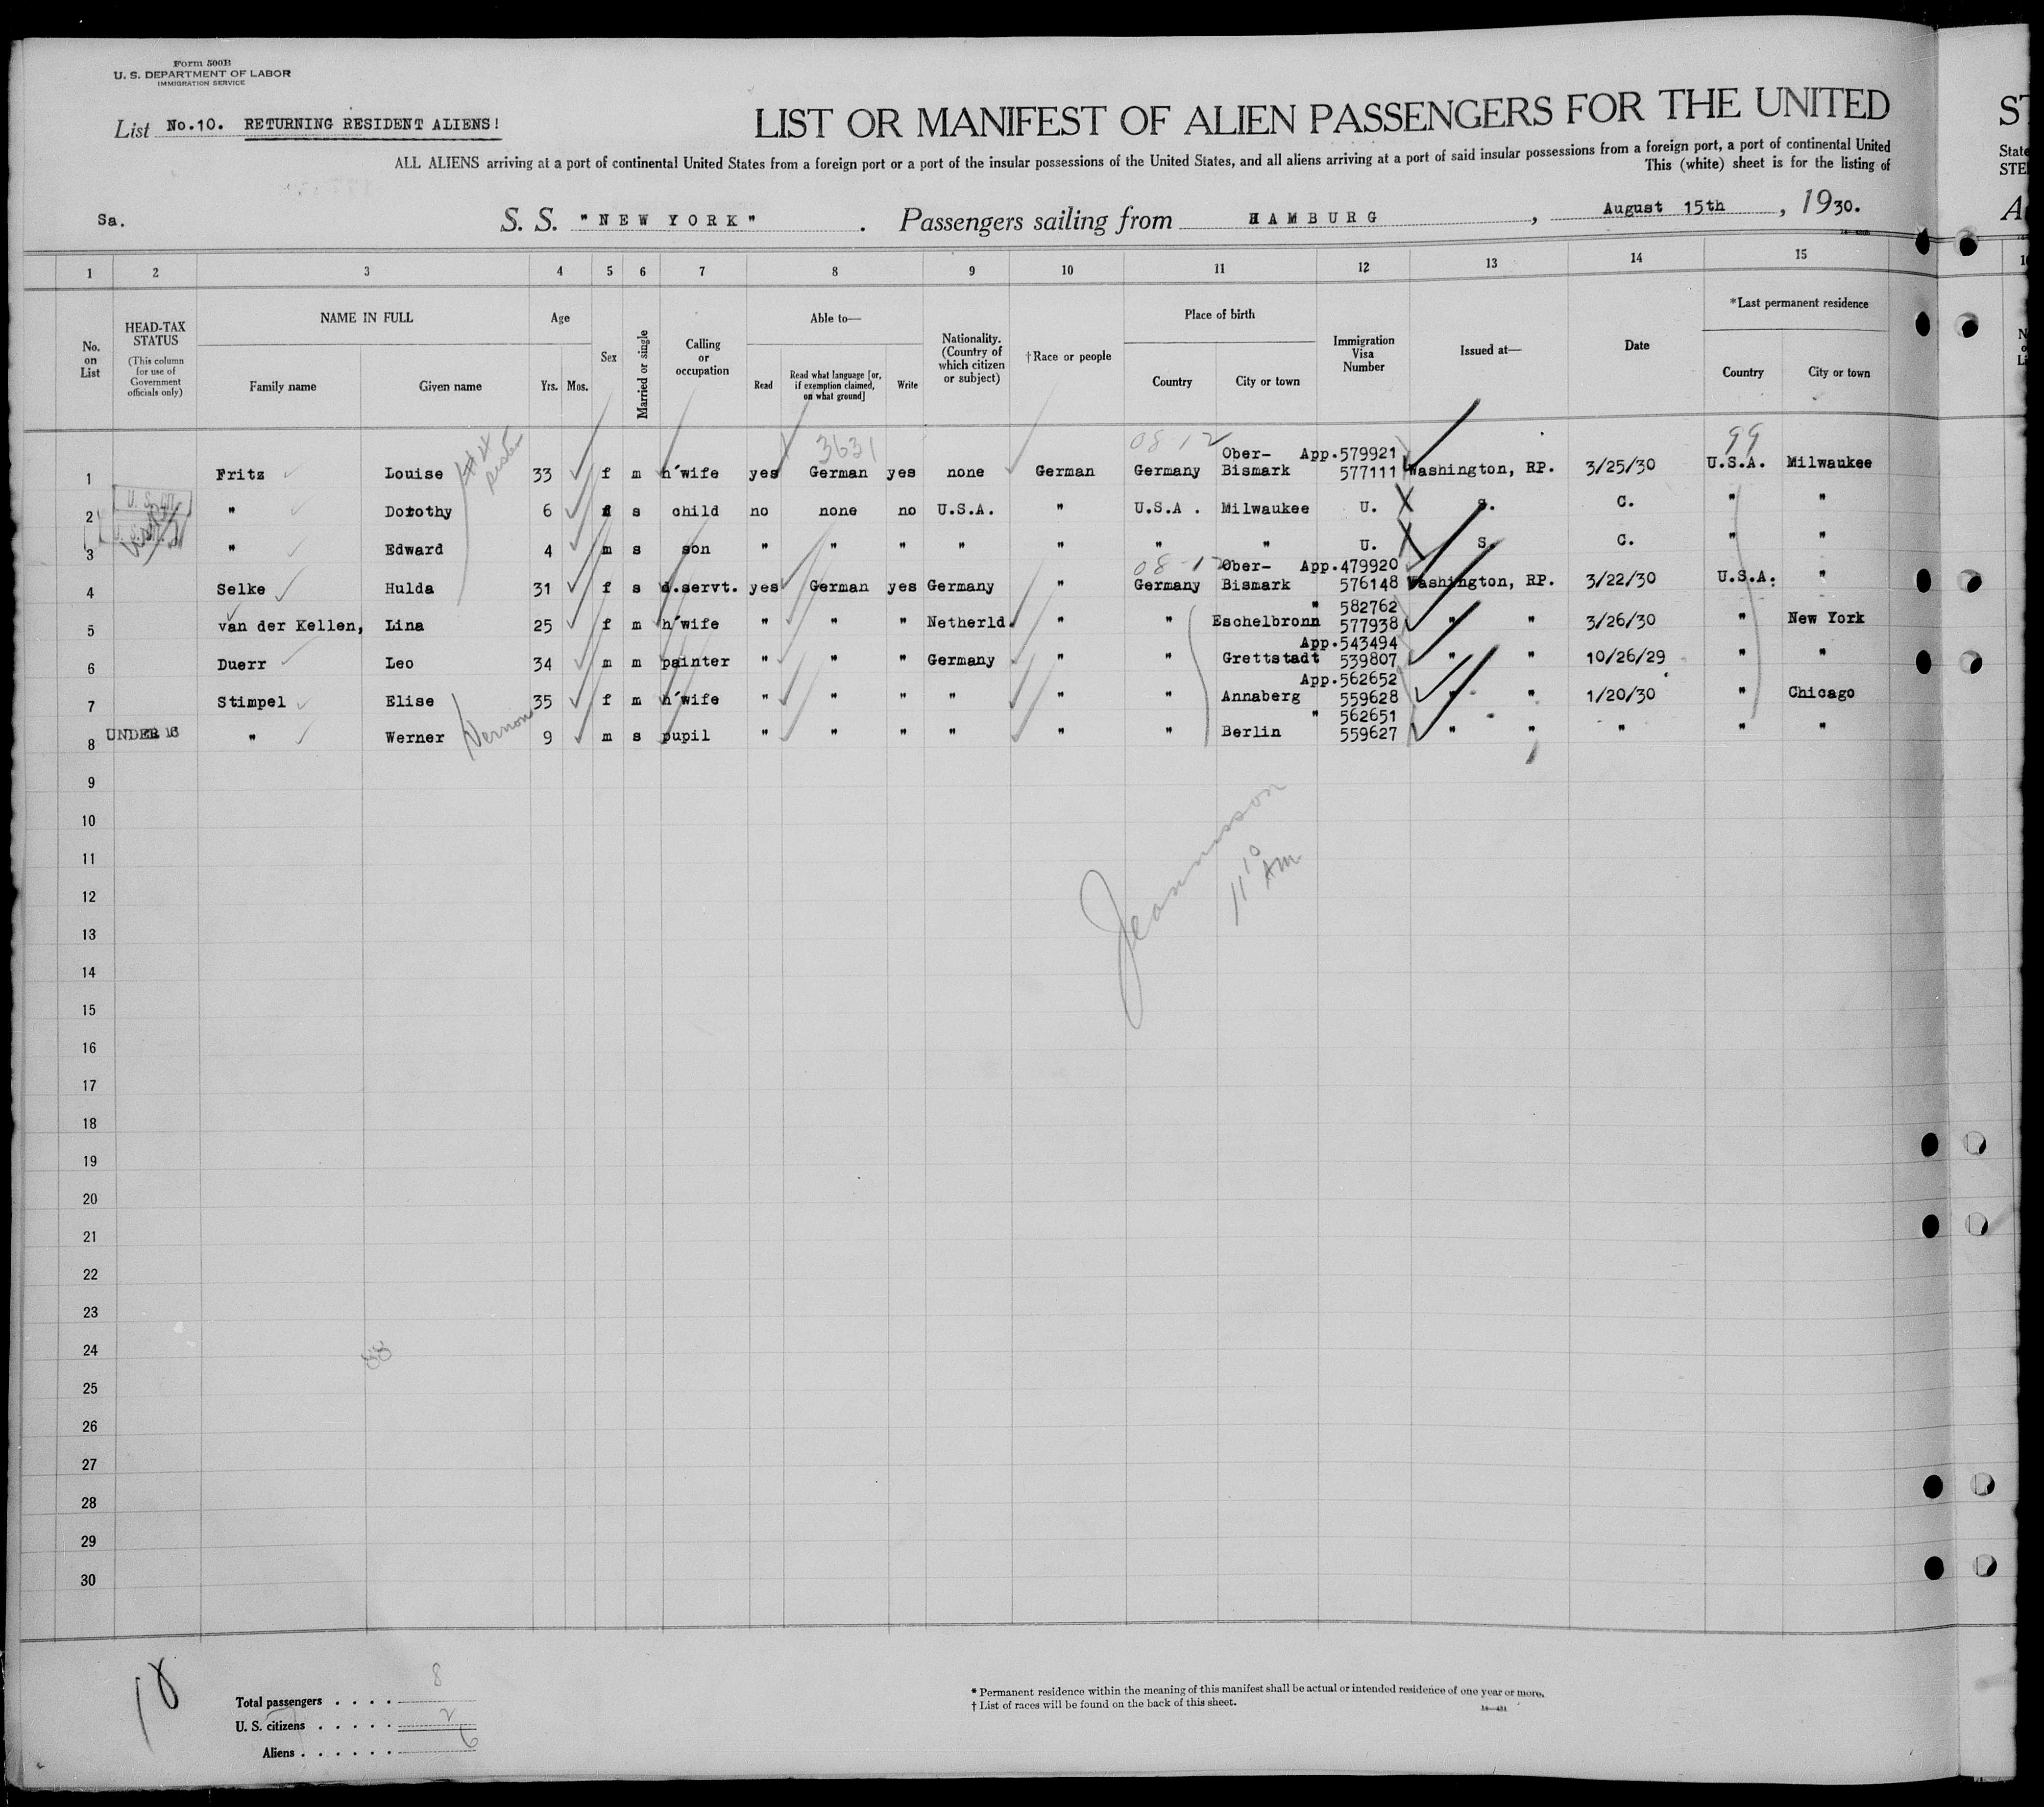 Form 500B
U. S. DEPARTMENT OF LABOR
IMMIGRATION SERVICE
List No.10. RETURNING RESIDENT ALIENS!
LIST OR MANIFEST OF ALIEN PASSENGERS FOR THE UNITED
ALL ALIENS arriving at a port of continental United States from a foreign port or a port of the insular possessions of the United States, and all aliens arriving at a port of said insular possessions from a foreign port, a port of continental United
This (white) sheet is for the listing of
Sa. S. S. "NEW YORK". Passengers sailing from HAMBURG, August 15th, 1930.
1 2 3 4 5 6 7 8 9 10 11 12 13 14 15
No. on List
HEAD-TAX STATUS
(This column for use of Government officials only)
NAME IN FULL
Family name Given name
Age
Yrs. Mos.
Sex
Married or single
Calling or occupation
Able to—
Read
Read what language [or, if exemption claimed, on what ground]
Write
Nationality. (Country of which citizen or subject)
†Race or people
Place of birth
Country City or town
Immigration Visa Number
Issued at—
Date
*Last permanent residence
Country City or town
3631 08 12 99
Ober- App.579921
1 Fritz Louise 33 f m h'wife yes German yes none German Germany Bismark 577111 Washington, RP. 3/25/30 U.S.A. Milwaukee
sister
2 " Dorothy 6 f s child no none no U.S.A. " U.S.A. Milwaukee U. S. C. " "
3 " Edward 4 m s son " " " " " " " U. S. C. " "
08-12 Ober- App.479920
4 Selke Hulda 31 f s d.servt. yes German yes Germany " Germany Bismark 576148 Washington, RP. 3/22/30 U.S.A. "
" 582762
5 van der Kellen, Lina 25 f m h'wife " " " Netherld. " " Eschelbronn 577938 " " 3/26/30 " New York
App.543494
6 Duerr Leo 34 m m painter " " " Germany " " Grettstadt 539807 " " 10/26/29 " "
App.562652
7 Stimpel Elise 35 f m h'wife " " " " " " Annaberg 559628 " " 1/20/30 " Chicago
" 562651
8 UNDER 16 " Werner Vernon 9 m s pupil " " " " " " Berlin 559627 " " " " "
9
10
11
12
13
14
15
16
17
18
19
20
21
22
23
24
25
26
27
28
29
30
11 10 AM
88
18
Total passengers . . . . 8
U. S. citizens . . . . . 2
Aliens . . . . . . 6
* Permanent residence within the meaning of this manifest shall be actual or intended residence of one year or more.
† List of races will be found on the back of this sheet.